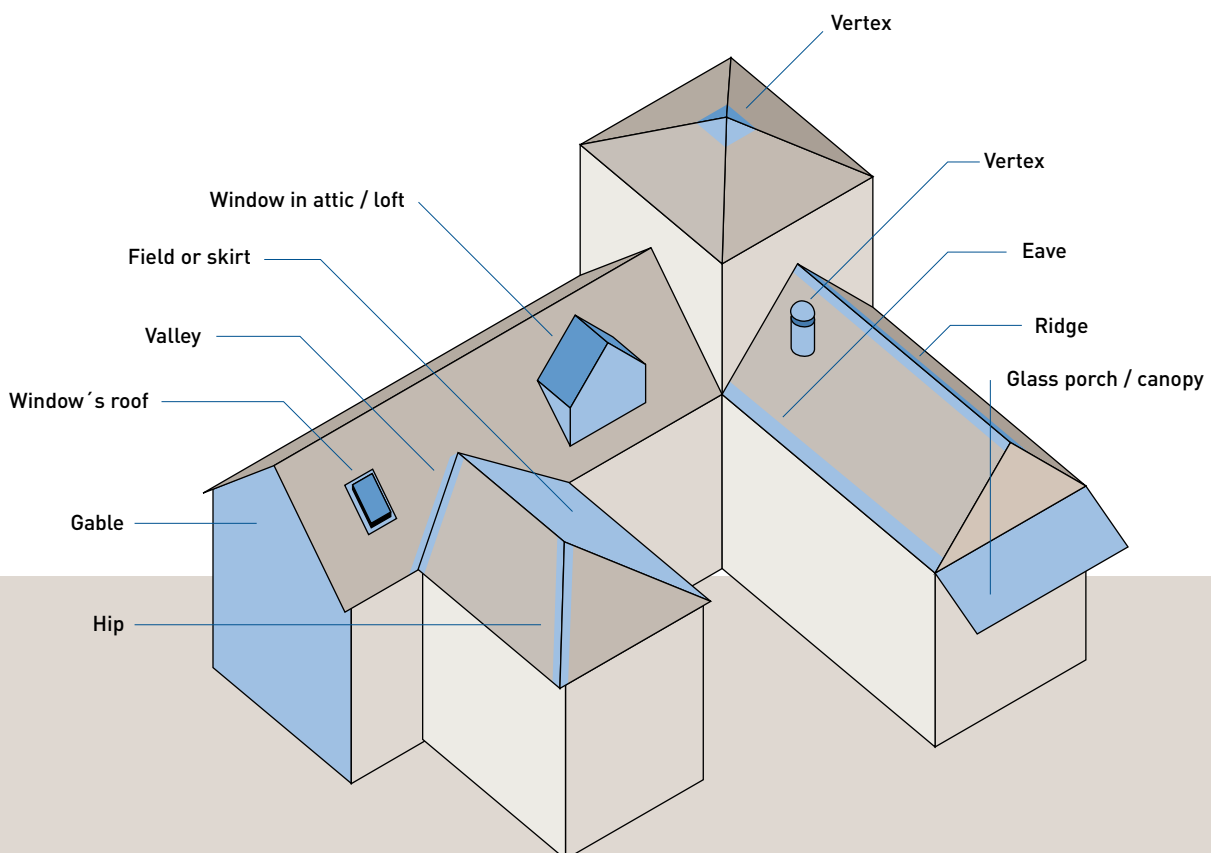 Vertex
Vertex
Window in attic / loft
Eave
Field or skirt
Ridge
Valley
Glass porch / canopy
Window´s roof
Gable
Hip